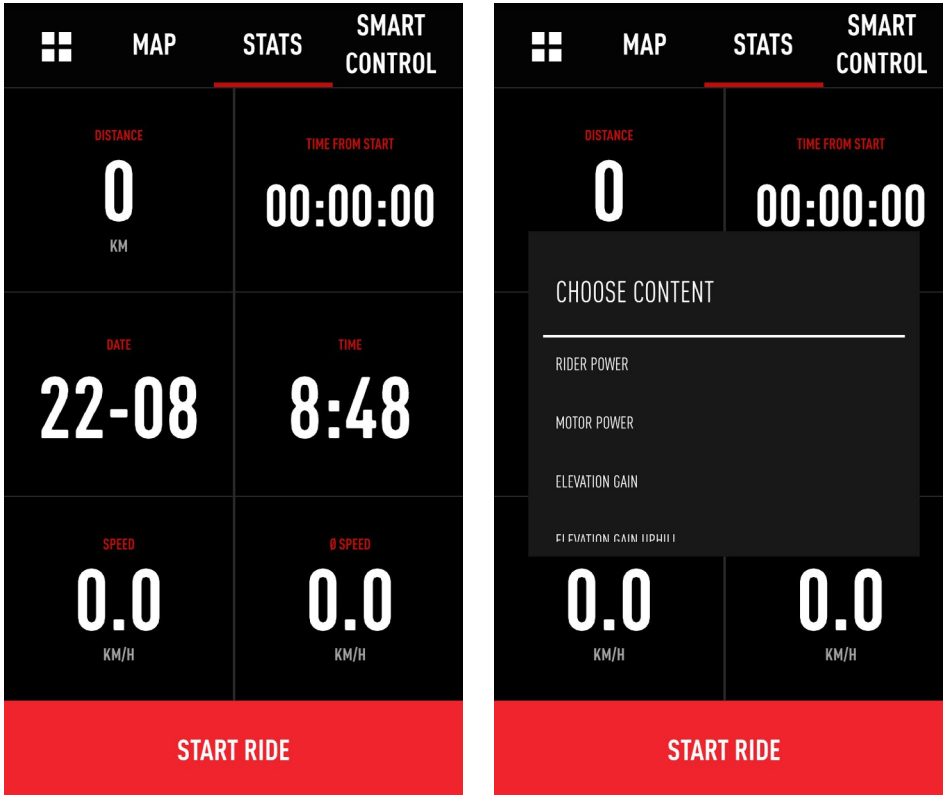 MAP
STATS
SMART
CONTROL
DISTANCE
0
KM
TIME FROM START
00:00:00
DATE
22-08
TIME
8:48
SPEED
0.0
KM/H
Ø SPEED
0.0
KM/H
START RIDE
MAP
STATS
SMART
CONTROL
DISTANCE
0
TIME FROM START
00:00:00
CHOOSE CONTENT
RIDER POWER
MOTOR POWER
ELEVATION GAIN
ELEVATION GAIN UPHILL
0.0
KM/H
0.0
KM/H
START RIDE